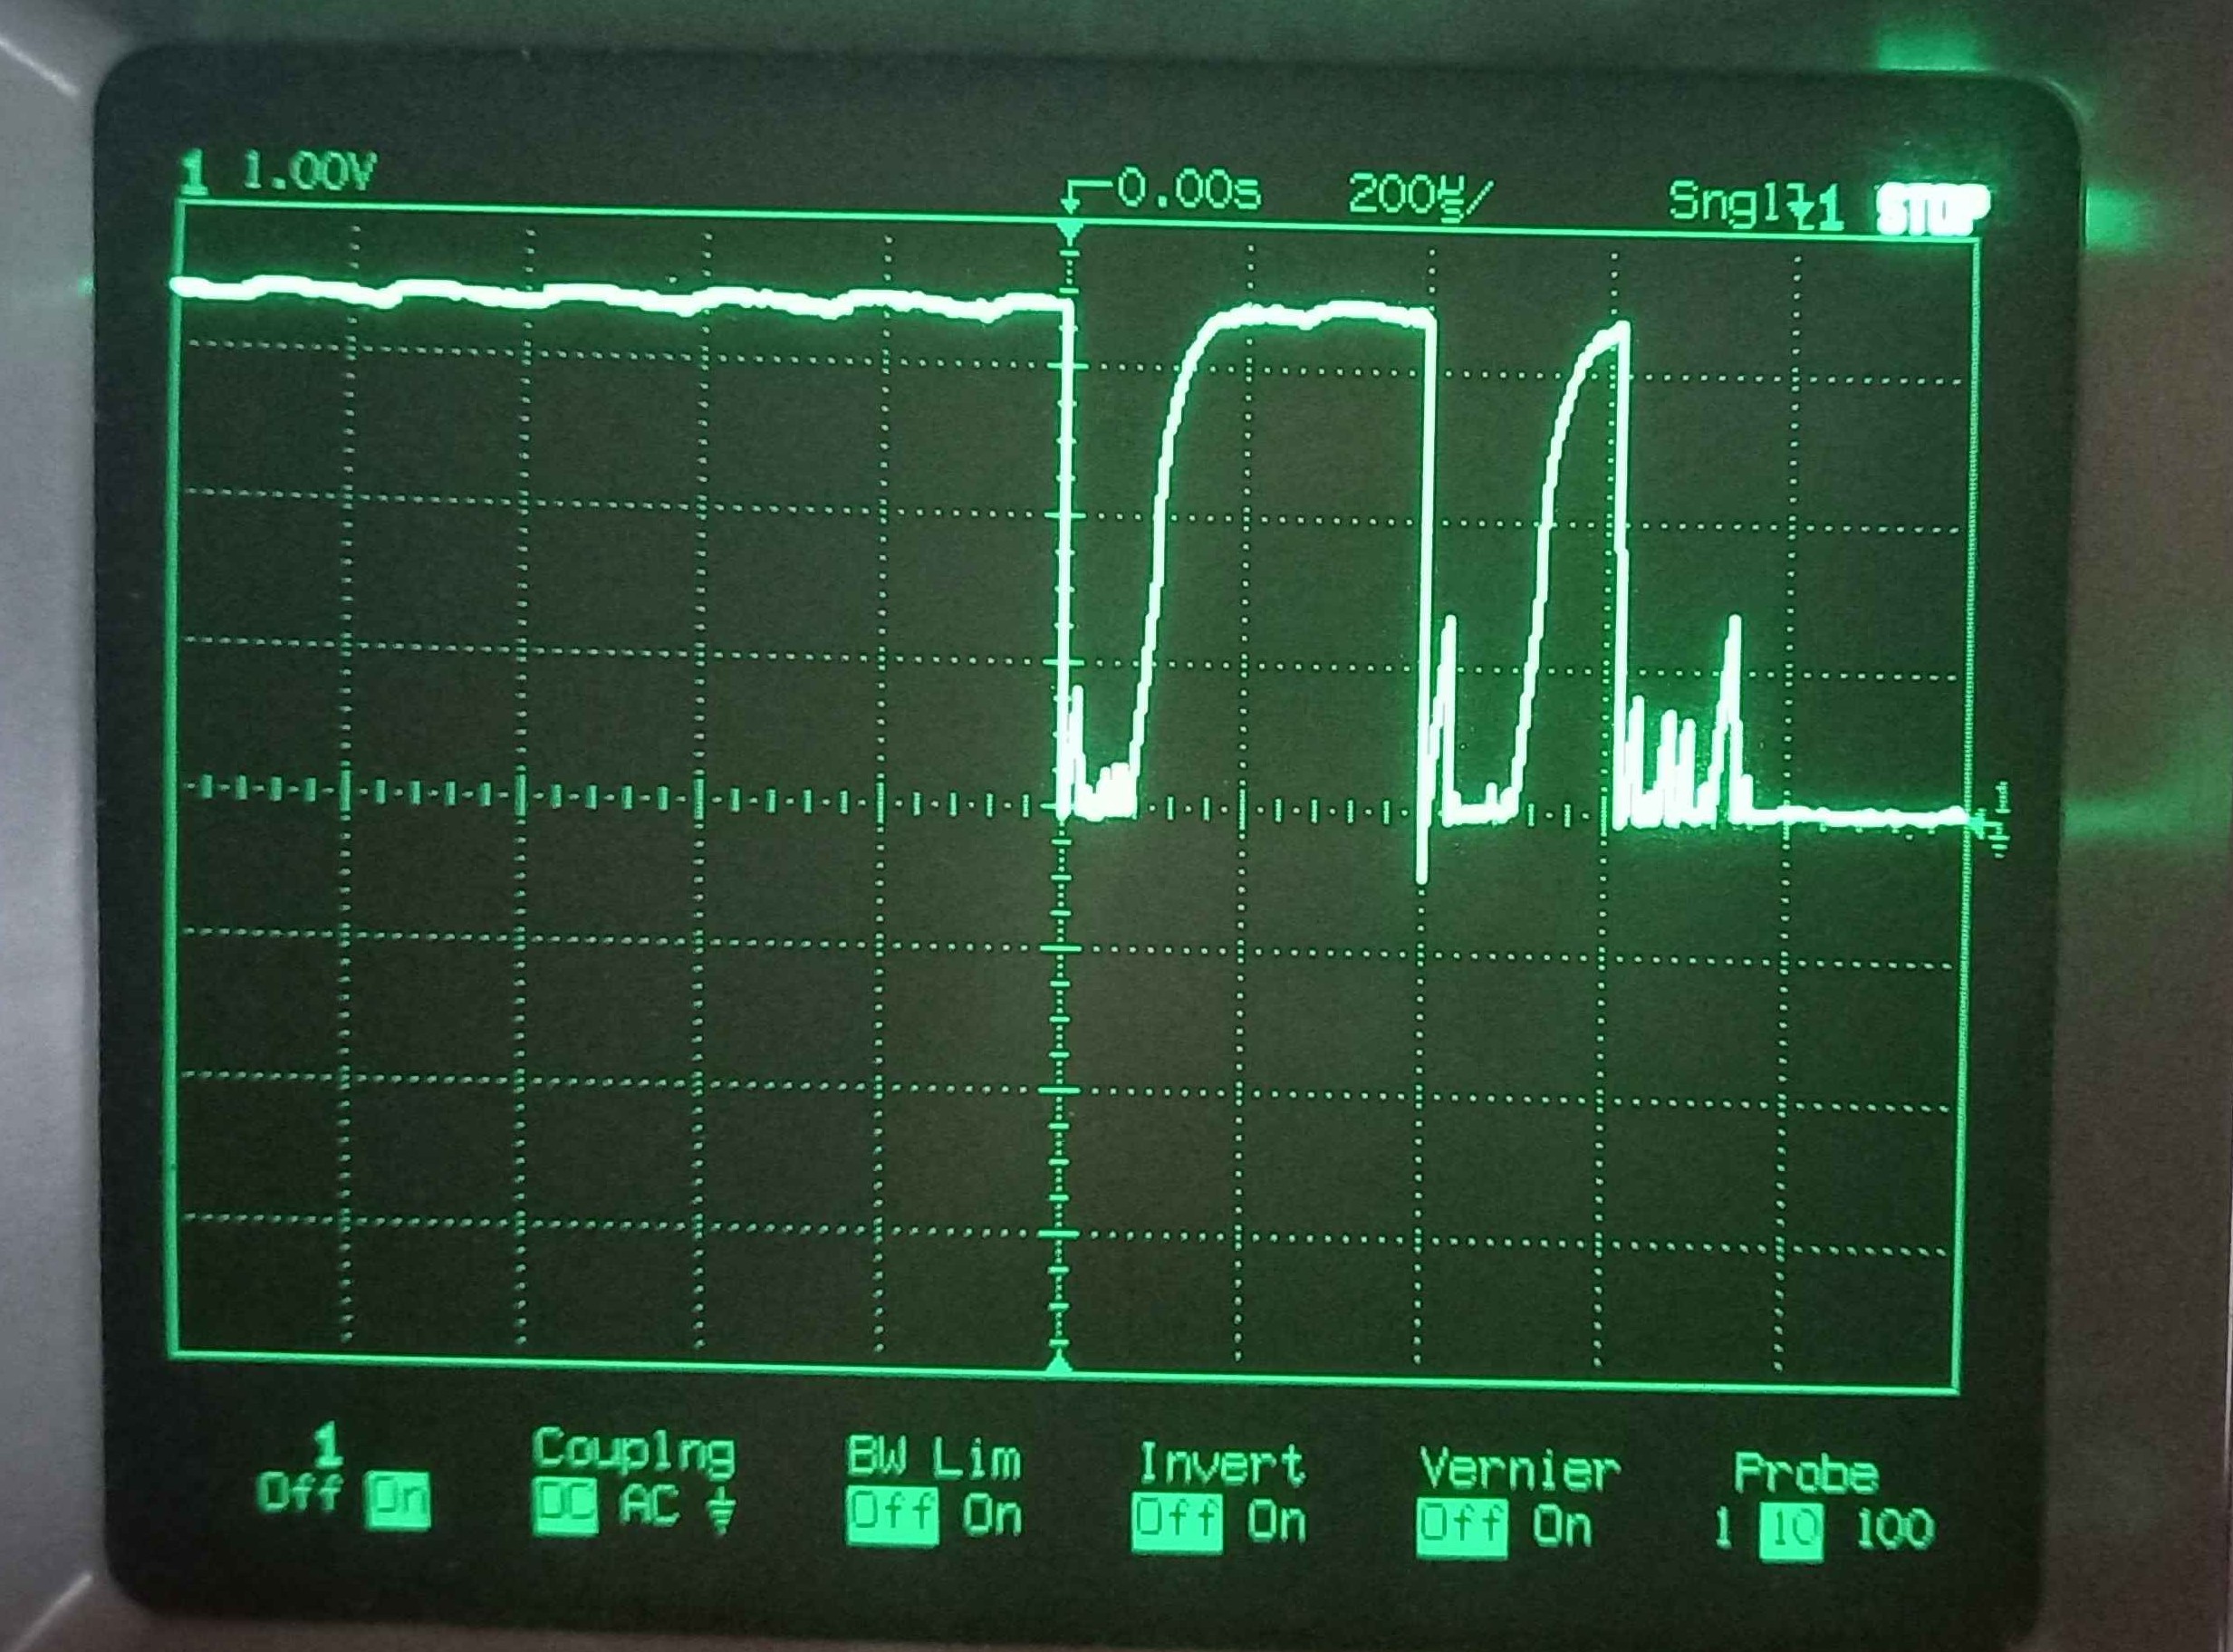 1 1.00V 0.00s 200µs/ Sngl 1 STOP
1 Coupling BW Lim Invert Vernier Probe
Off On DC AC Off On Off On Off On 1 10 100